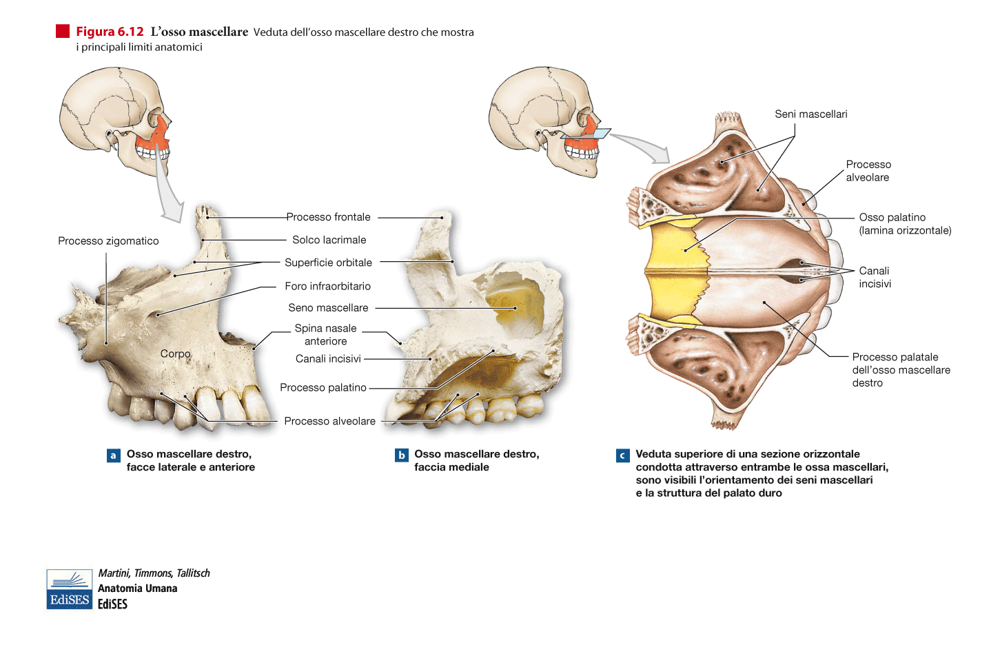 Figura 6.12 L'osso mascellare Veduta dell'osso mascellare destro che mostra
i principali limiti anatomici
Processo zigomatico
Corpo
Processo frontale
Solco lacrimale
Superficie orbitale
Foro infraorbitario
Seno mascellare
Spina nasale
anteriore
Canali incisivi
Processo palatino
Processo alveolare
Seni mascellari
Processo
alveolare
Osso palatino
(lamina orizzontale)
Canali
incisivi
Processo palatale
dell'osso mascellare
destro
a Osso mascellare destro,
facce laterale e anteriore
b Osso mascellare destro,
faccia mediale
c Veduta superiore di una sezione orizzontale
condotta attraverso entrambe le ossa mascellari,
sono visibili l'orientamento dei seni mascellari
e la struttura del palato duro
EdiSES
Martini, Timmons, Tallitsch
Anatomia Umana
EdiSES